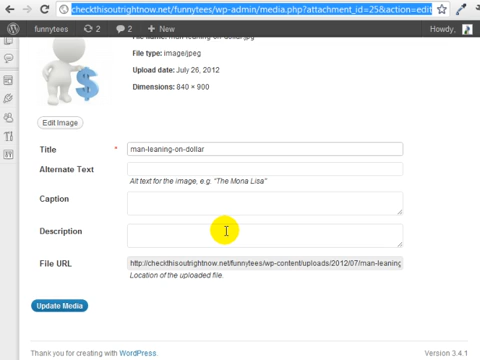 checkthisoutrightnow.net/funnytees/wp-admin/media.php?attachment_id=25&action=edit
funnytees 2 2 + New Howdy,
File name: man-leaning-on-dollar.jpg
File type: image/jpeg
Upload date: July 26, 2012
Dimensions: 840 × 900
Edit Image
Title * man-leaning-on-dollar
Alternate Text
Alt text for the image, e.g. "The Mona Lisa"
Caption
Description
File URL http://checkthisoutrightnow.net/funnytees/wp-content/uploads/2012/07/man-leaning
Location of the uploaded file.
Update Media
Thank you for creating with WordPress. Version 3.4.1